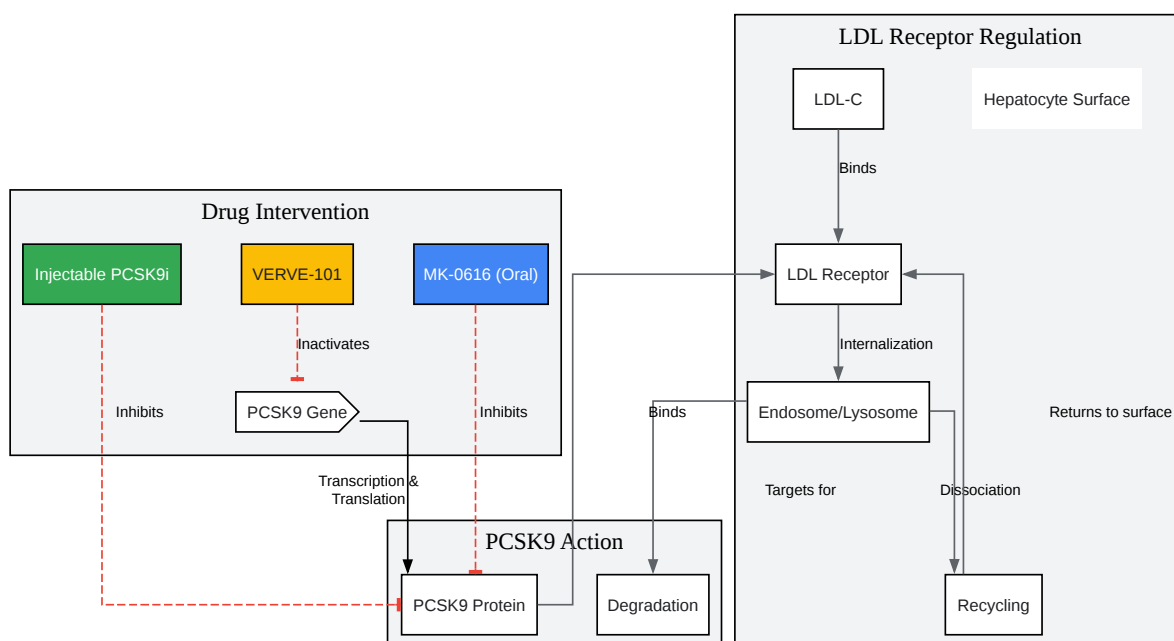 LDL Receptor Regulation
LDL-C
Hepatocyte Surface
Binds
Drug Intervention
Injectable PCSK9i
VERVE-101
MK-0616 (Oral)
LDL Receptor
Inactivates
Internalization
Inhibits
PCSK9 Gene
Inhibits
Binds
Endosome/Lysosome
Returns to surface
Transcription &
Translation
Targets for
Dissociation
PCSK9 Action
PCSK9 Protein
Degradation
Recycling